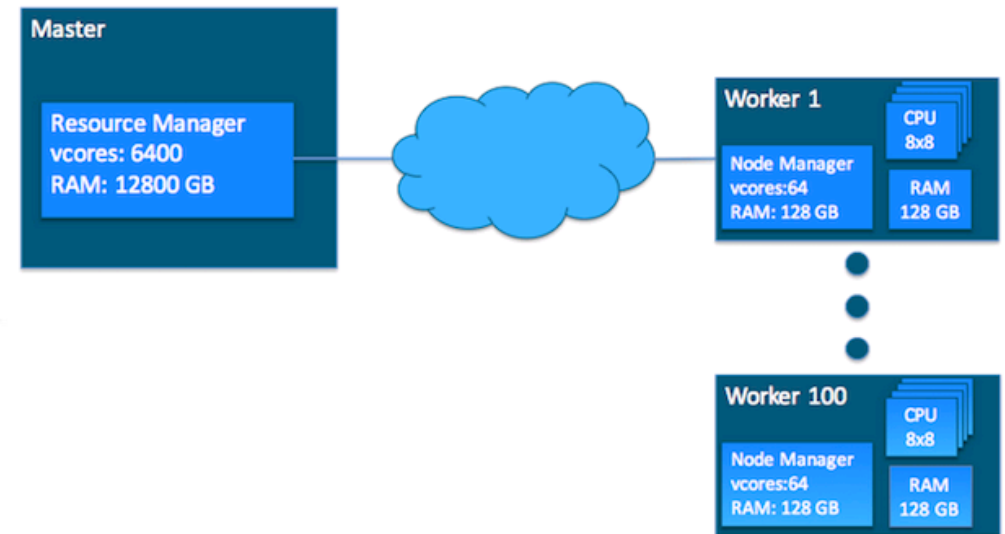 Master
Resource Manager
vcores: 6400
RAM: 12800 GB
Worker 1
CPU
8x8
Node Manager
vcores:64
RAM: 128 GB
RAM
128 GB
Worker 100
CPU
8x8
Node Manager
vcores:64
RAM: 128 GB
RAM
128 GB